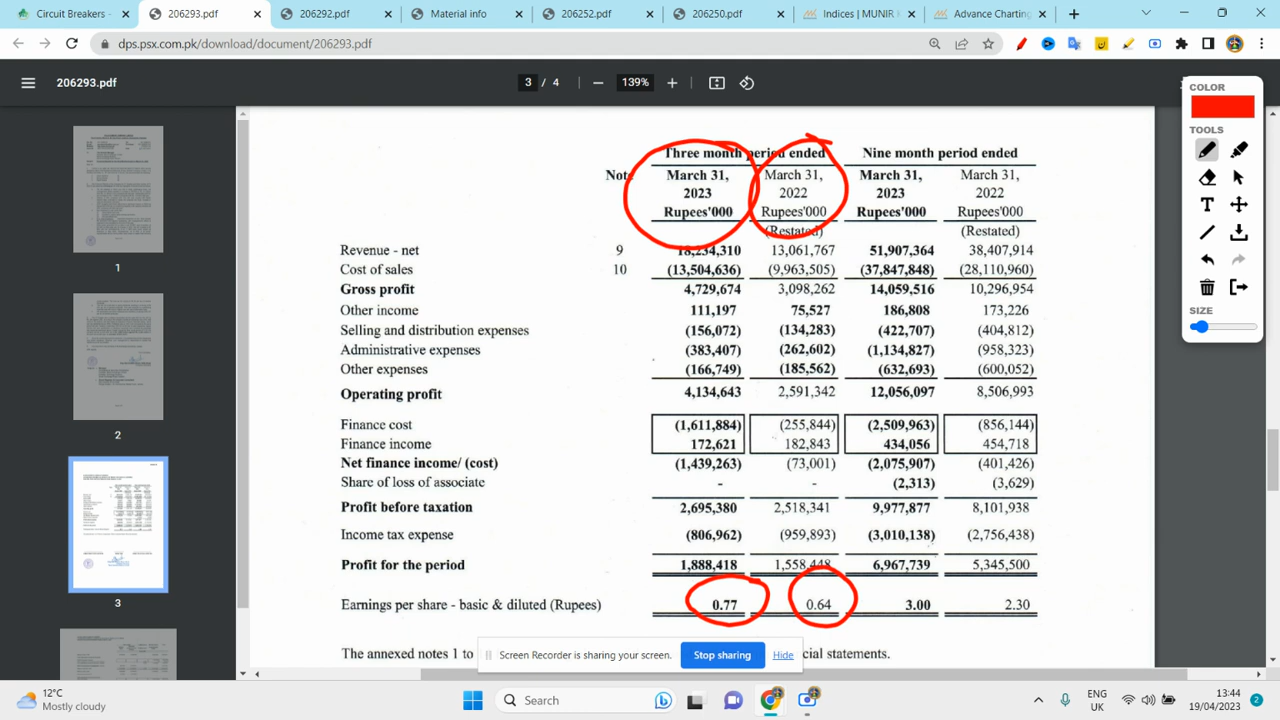 Circuit Breakers -
206293.pdf
206292.pdf
Material info
206252.pdf
206250.pdf
Indices | MUNIR
Advance Charting
dps.psx.com.pk/download/document/206293.pdf
206293.pdf
3 / 4
139%
COLOR
TOOLS
SIZE
1
2
3
Three month period ended Nine month period ended
Note March 31, March 31, March 31, March 31,
2023 2022 2023 2022
Rupees'000 Rupees'000 Rupees'000 Rupees'000
(Restated) (Restated)
Revenue - net 9 18,234,310 13,061,767 51,907,364 38,407,914
Cost of sales 10 (13,504,636) (9,963,505) (37,847,848) (28,110,960)
Gross profit 4,729,674 3,098,262 14,059,516 10,296,954
Other income 111,197 75,527 186,808 173,226
Selling and distribution expenses (156,072) (134,283) (422,707) (404,812)
Administrative expenses (383,407) (262,602) (1,134,827) (958,323)
Other expenses (166,749) (185,562) (632,693) (600,052)
Operating profit 4,134,643 2,591,342 12,056,097 8,506,993
Finance cost (1,611,884) (255,844) (2,509,963) (856,144)
Finance income 172,621 182,843 434,056 454,718
Net finance income/ (cost) (1,439,263) (73,001) (2,075,907) (401,426)
Share of loss of associate - - (2,313) (3,629)
Profit before taxation 2,695,380 2,518,341 9,977,877 8,101,938
Income tax expense (806,962) (959,893) (3,010,138) (2,756,438)
Profit for the period 1,888,418 1,558,448 6,967,739 5,345,500
Earnings per share - basic & diluted (Rupees) 0.77 0.64 3.00 2.30
The annexed notes 1 to cial statements.
Screen Recorder is sharing your screen. Stop sharing Hide
12°C
Mostly cloudy
Search
ENG
UK
13:44
19/04/2023
2